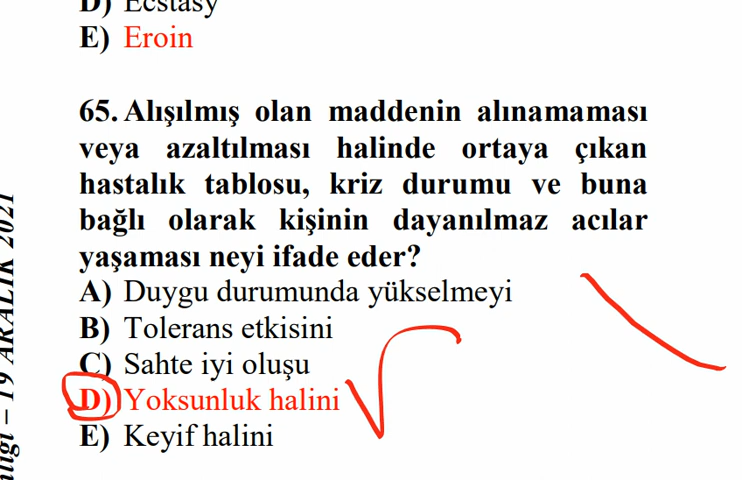 D) Ecstasy
E) Eroin
65. Alışılmış olan maddenin alınamaması
veya azaltılması halinde ortaya çıkan
hastalık tablosu, kriz durumu ve buna
bağlı olarak kişinin dayanılmaz acılar
yaşaması neyi ifade eder?
A) Duygu durumunda yükselmeyi
B) Tolerans etkisini
C) Sahte iyi oluşu
D) Yoksunluk halini
E) Keyif halini
– 19 ARALIK 2021